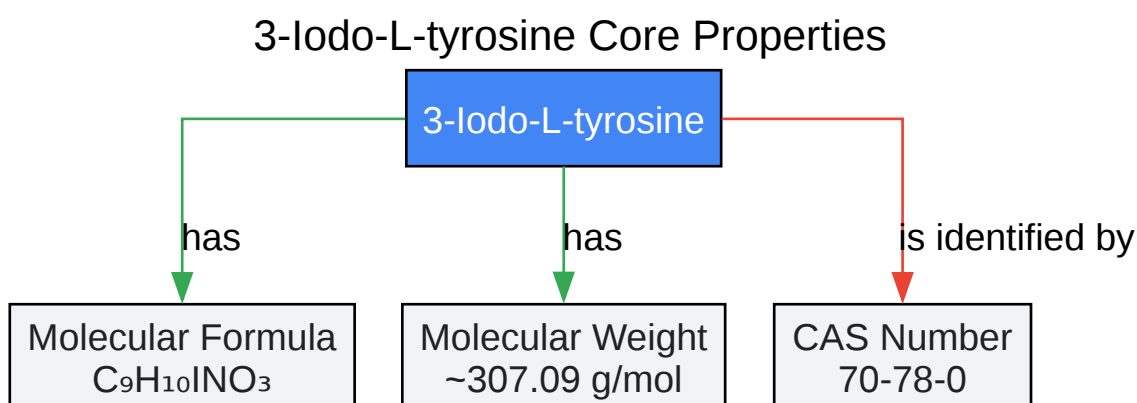 3-Iodo-L-tyrosine Core Properties
3-Iodo-L-tyrosine
has
has
is identified by
Molecular Formula
C₉H₁₀INO₃
Molecular Weight
~307.09 g/mol
CAS Number
70-78-0